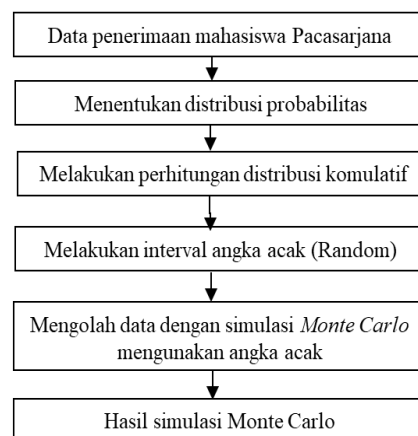 Data penerimaan mahasiswa Pacasarjana
Menentukan distribusi probabilitas
Melakukan perhitungan distribusi komulatif
Melakukan interval angka acak (Random)
Mengolah data dengan simulasi Monte Carlo
mengunakan angka acak
Hasil simulasi Monte Carlo